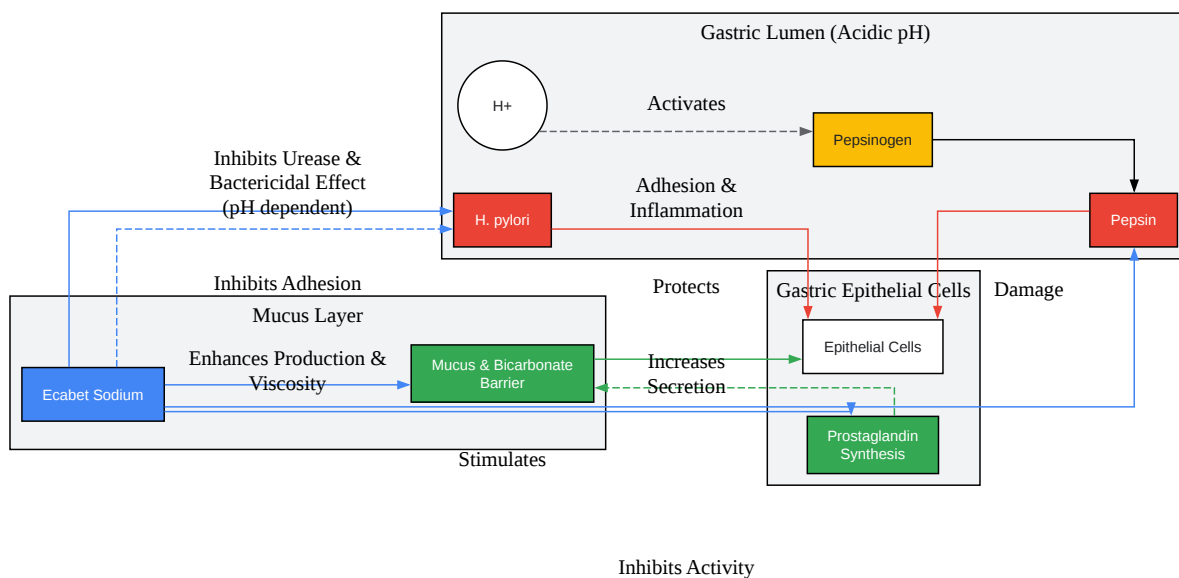 Gastric Lumen (Acidic pH)
H+
Activates
Pepsinogen
Inhibits Urease &
Bactericidal Effect
(pH dependent)
Adhesion &
Inflammation
H. pylori
Pepsin
Inhibits Adhesion
Protects
Gastric Epithelial Cells
Damage
Mucus Layer
Epithelial Cells
Enhances Production &
Viscosity
Mucus & Bicarbonate
Barrier
Increases
Secretion
Ecabet Sodium
Prostaglandin
Synthesis
Stimulates
Inhibits Activity